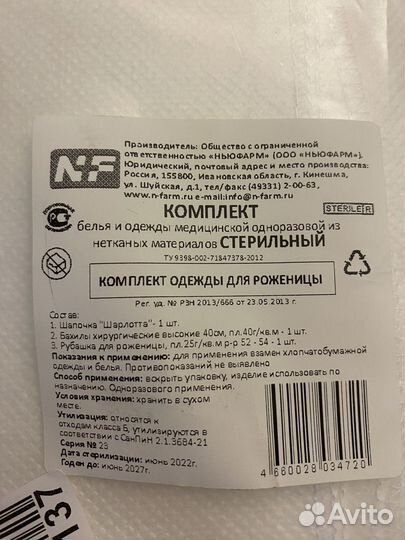 NF
Производитель: Общество с ограниченной
ответственностью «НЬЮФАРМ» (ООО «НЬЮФАРМ»).
Юридический, почтовый адрес и место производства:
Россия, 155800, Ивановская область, г. Кинешма,
ул. Шуйская, д.1, тел/факс (49331) 2-00-63,
www.n-farm.ru e-mail:info@n-farm.ru
КОМПЛЕКТ
STERILE R
белья и одежды медицинской одноразовой из
нетканых материалов СТЕРИЛЬНЫЙ
ТУ 9398-002-71847378-2012
КОМПЛЕКТ ОДЕЖДЫ ДЛЯ РОЖЕНИЦЫ
Рег. уд. № РЗН 2013/666 от 23.05.2013 г.
Состав:
1. Шапочка "Шарлотта"- 1 шт.
2. Бахилы хирургические высокие 40см, пл.40г/кв.м - 1 шт.
3. Рубашка для роженицы, пл.25г/кв.м р-р 52 - 54 - 1 шт.
Показания к применению: для применения взамен хлопчатобумажной
одежды и белья. Противопоказаний не выявлено
Способ применения: вскрыть упаковку, изделие использовать по
назначению. Одноразового применения.
Условия хранения: хранить в сухом
месте.
Утилизация: относятся к
отходам класса Б, утилизируются в
соответствии с СанПиН 2.1.3684-21
Серия № 23
Дата стерилизации: июнь 2022г.
Годен до: июнь 2027г.
4 660028 034720
137
Avito